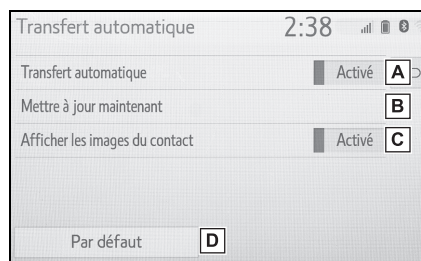 Transfert automatique 2:38
Transfert automatique Activé A
Mettre à jour maintenant B
Afficher les images du contact Activé C
Par défaut D